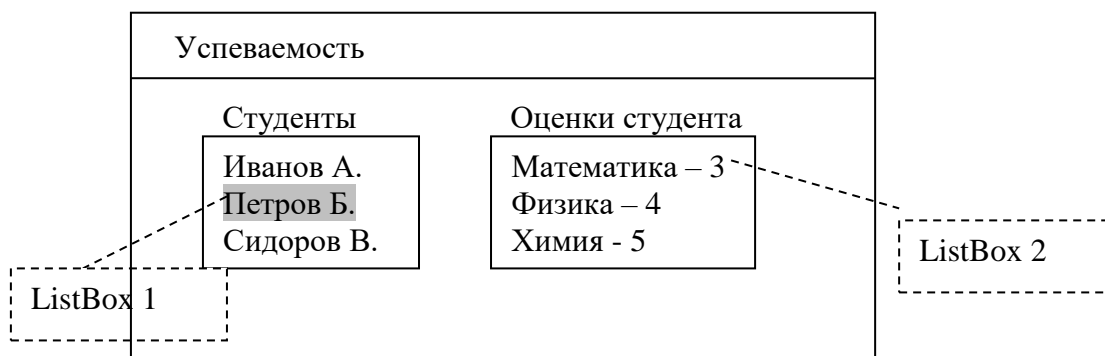 Успеваемость
Студенты
Оценки студента
Иванов А.
Петров Б.
Сидоров В.
Математика – 3
Физика – 4
Химия - 5
ListBox 1
ListBox 2